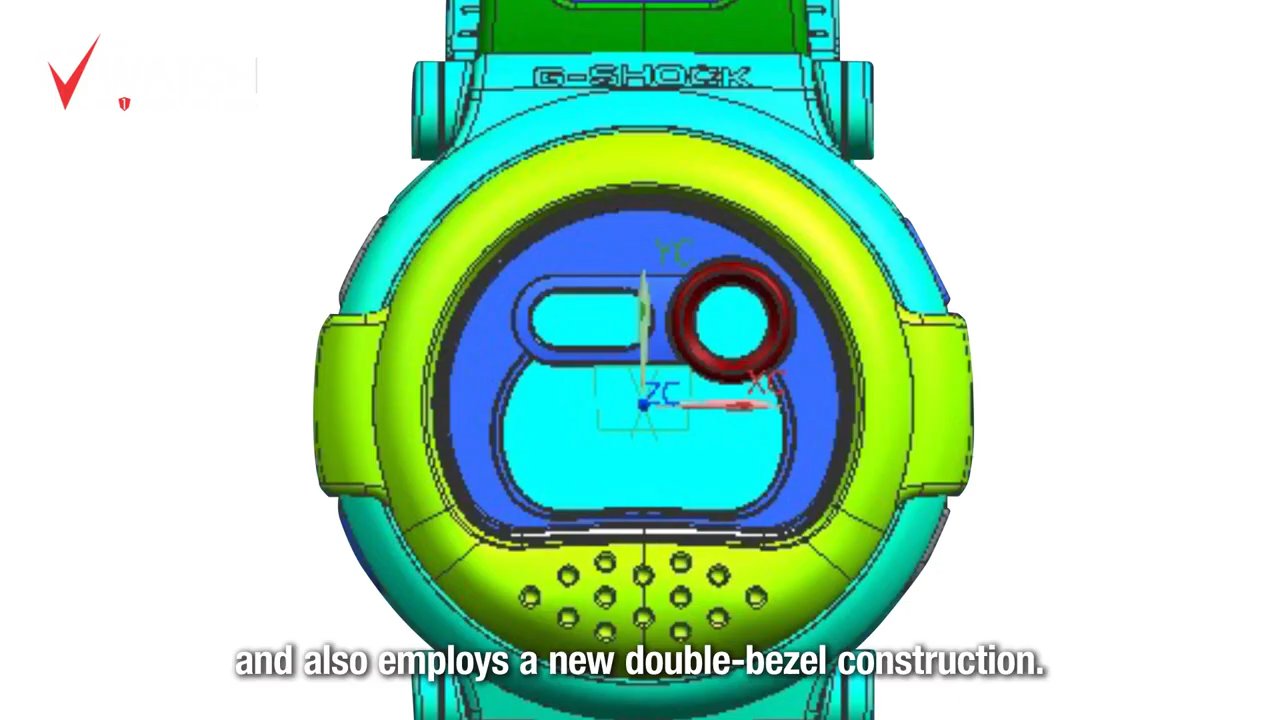 G-SHOCK
YC
XC
ZC
and also employs a new double-bezel construction.